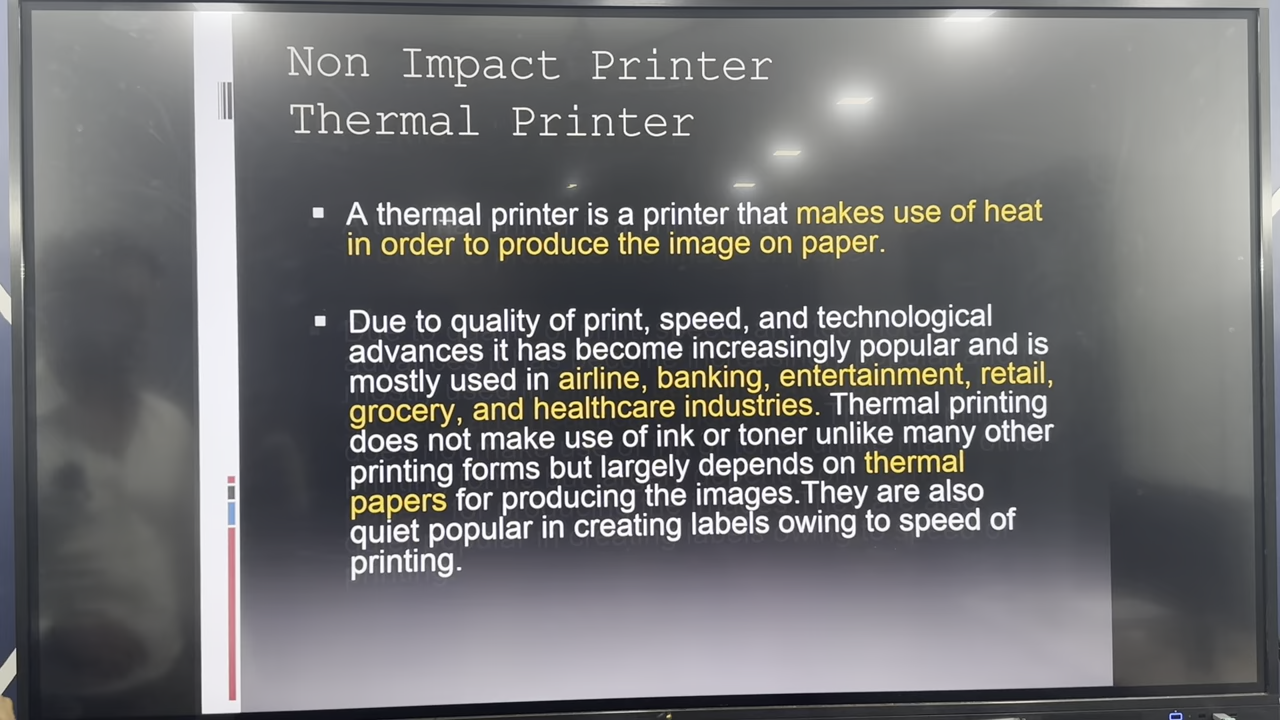 Non Impact Printer
Thermal Printer
▪ A thermal printer is a printer that makes use of heat
in order to produce the image on paper.
▪ Due to quality of print, speed, and technological
advances it has become increasingly popular and is
mostly used in airline, banking, entertainment, retail,
grocery, and healthcare industries. Thermal printing
does not make use of ink or toner unlike many other
printing forms but largely depends on thermal
papers for producing the images.They are also
quiet popular in creating labels owing to speed of
printing.